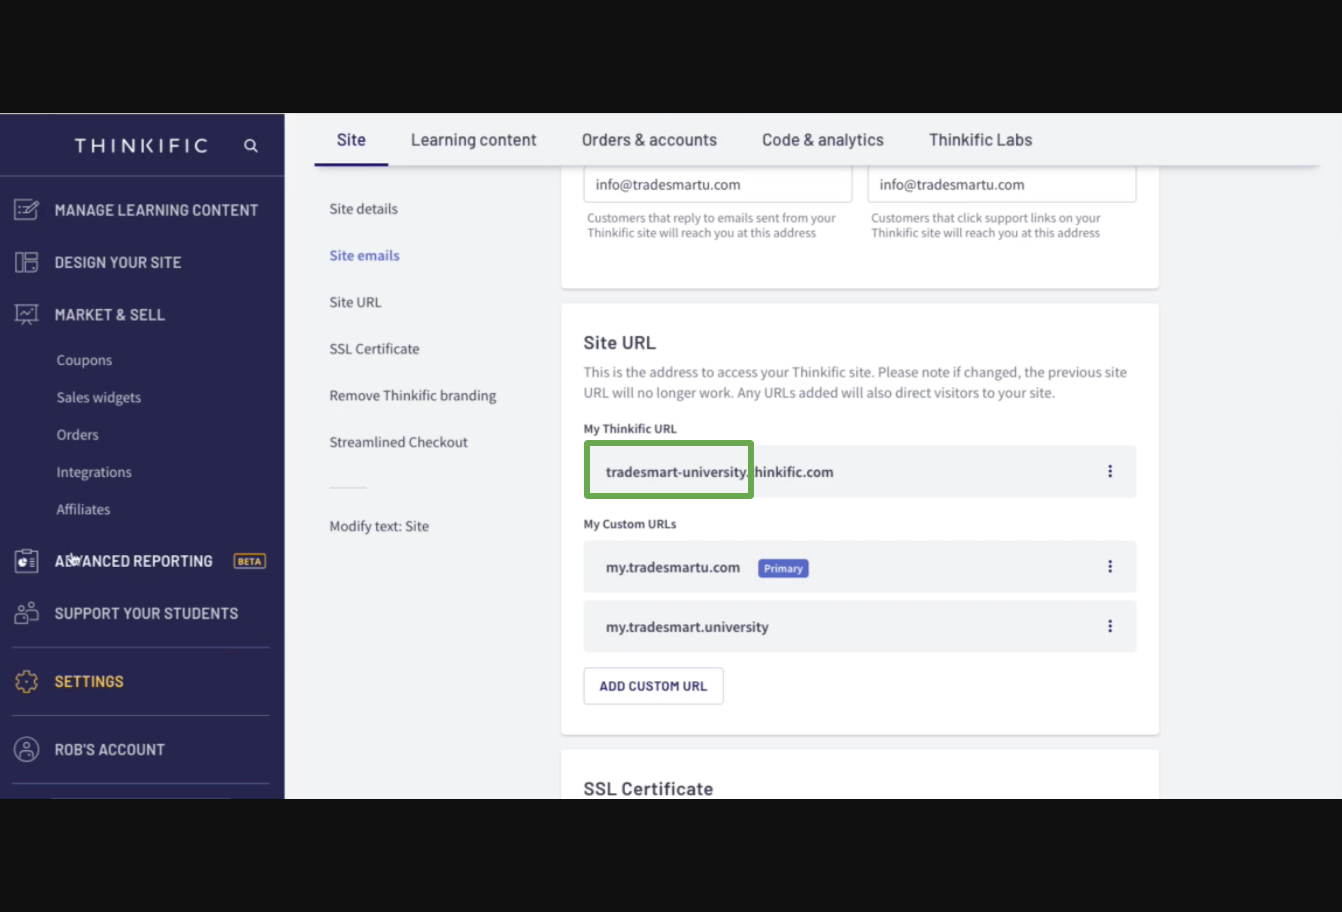 THINKIFIC
MANAGE LEARNING CONTENT
DESIGN YOUR SITE
MARKET & SELL
Coupons
Sales widgets
Orders
Integrations
Affiliates
ADVANCED REPORTING BETA
SUPPORT YOUR STUDENTS
SETTINGS
ROB'S ACCOUNT
Site Learning content Orders & accounts Code & analytics Thinkific Labs
Site details
Site emails
Site URL
SSL Certificate
Remove Thinkific branding
Streamlined Checkout
Modify text: Site
info@tradesmartu.com
Customers that reply to emails sent from your
Thinkific site will reach you at this address
info@tradesmartu.com
Customers that click support links on your
Thinkific site will reach you at this address
Site URL
This is the address to access your Thinkific site. Please note if changed, the previous site
URL will no longer work. Any URLs added will also direct visitors to your site.
My Thinkific URL
tradesmart-university.thinkific.com
My Custom URLs
my.tradesmartu.com Primary
my.tradesmart.university
ADD CUSTOM URL
SSL Certificate